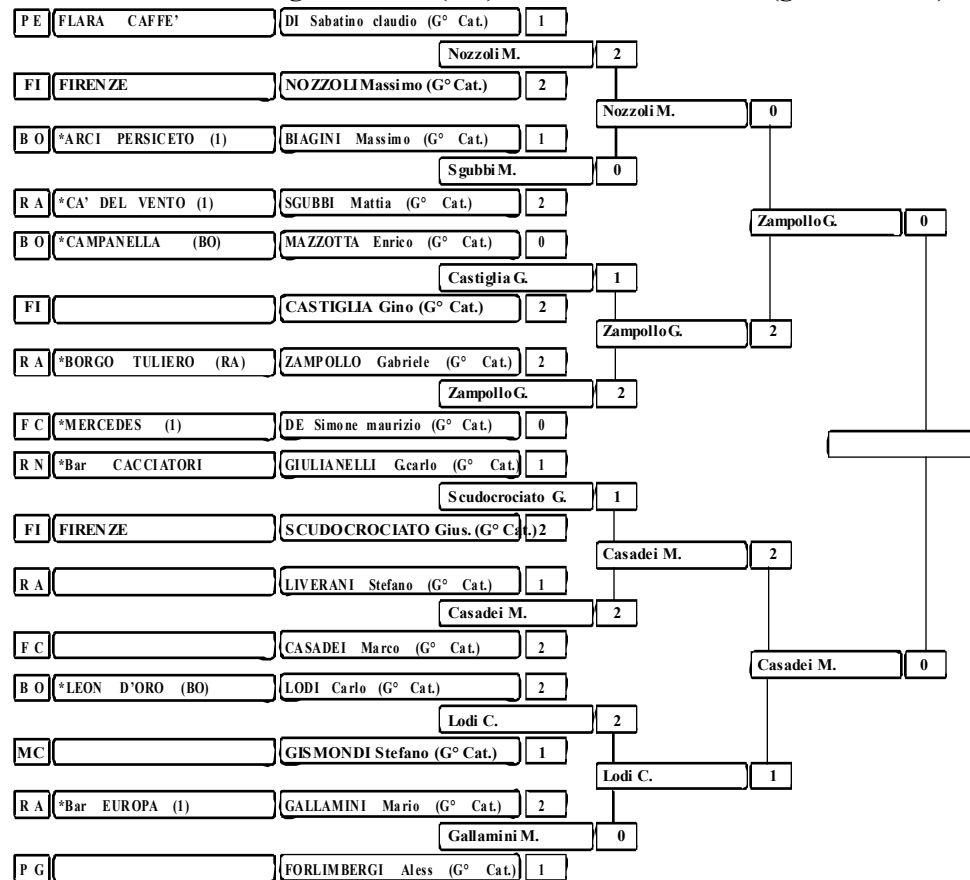 P E FLARA CAFFE' DI Sabatino claudio (G° Cat.) 1
Nozzoli M. 2
FI FIRENZE NOZZOLI Massimo (G° Cat.) 2
Nozzoli M. 0
B O *ARCI PERSICETO (1) BIAGINI Massimo (G° Cat.) 1
Sgubbi M. 0
R A *CA' DEL VENTO (1) SGUBBI Mattia (G° Cat.) 2
Zampollo G. 0
B O *CAMPANELLA (BO) MAZZOTTA Enrico (G° Cat.) 0
Castiglia G. 1
FI CASTIGLIA Gino (G° Cat.) 2
Zampollo G. 2
R A *BORGO TULIERO (RA) ZAMPOLLO Gabriele (G° Cat.) 2
Zampollo G. 2
F C *MERCEDES (1) DE Simone maurizio (G° Cat.) 0
R N *Bar CACCIATORI GIULIANELLI G.carlo (G° Cat.) 1
Scudocrociato G. 1
FI FIRENZE SCUDOCROCIATO Gius. (G° Cat.) 2
Casadei M. 2
R A LIVERANI Stefano (G° Cat.) 1
Casadei M. 2
F C CASADEI Marco (G° Cat.) 2
Casadei M. 0
B O *LEON D'ORO (BO) LODI Carlo (G° Cat.) 2
Lodi C. 2
MC GISMONDI Stefano (G° Cat.) 1
Lodi C. 1
R A *Bar EUROPA (1) GALLAMINI Mario (G° Cat.) 2
Gallamini M. 0
P G FORLIMBERGI Aless (G° Cat.) 1